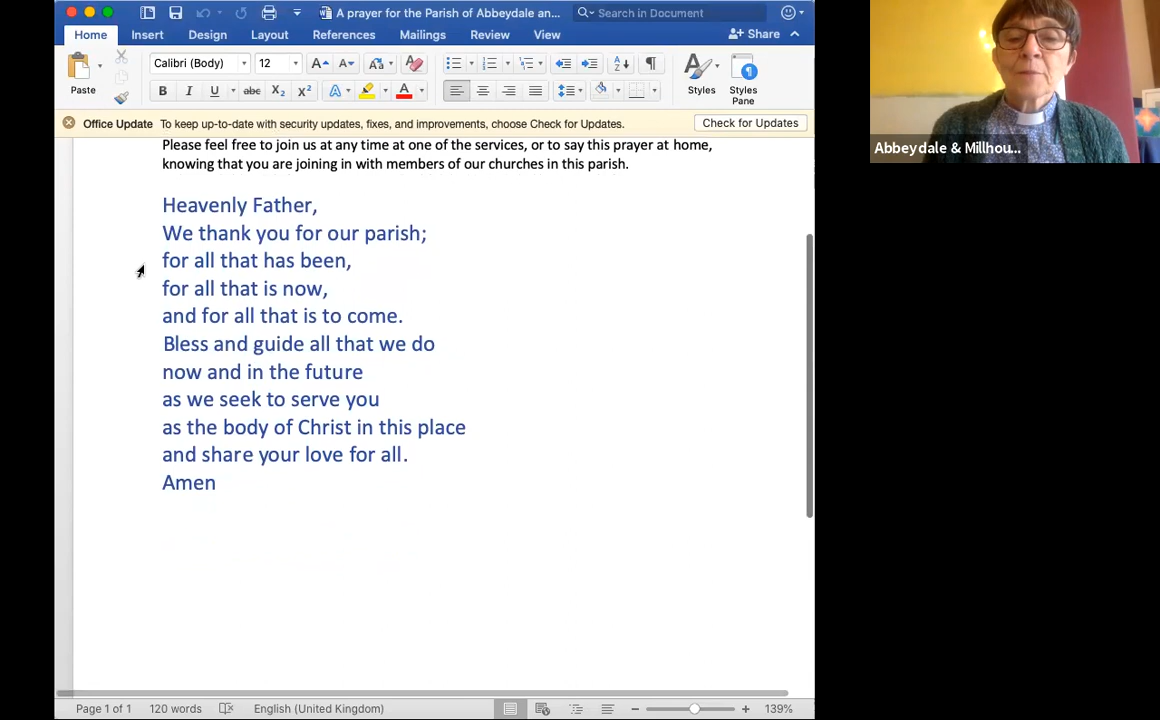 A prayer for the Parish of Abbeydale an...
Search in Document
Home Insert Design Layout References Mailings Review View Share
Paste
Calibri (Body) 12
Styles
Styles Pane
Office Update To keep up-to-date with security updates, fixes, and improvements, choose Check for Updates. Check for Updates
Please feel free to join us at any time at one of the services, or to say this prayer at home,
knowing that you are joining in with members of our churches in this parish.
Heavenly Father,
We thank you for our parish;
for all that has been,
for all that is now,
and for all that is to come.
Bless and guide all that we do
now and in the future
as we seek to serve you
as the body of Christ in this place
and share your love for all.
Amen
Page 1 of 1 120 words English (United Kingdom) 139%
Abbeydale & Millhou...